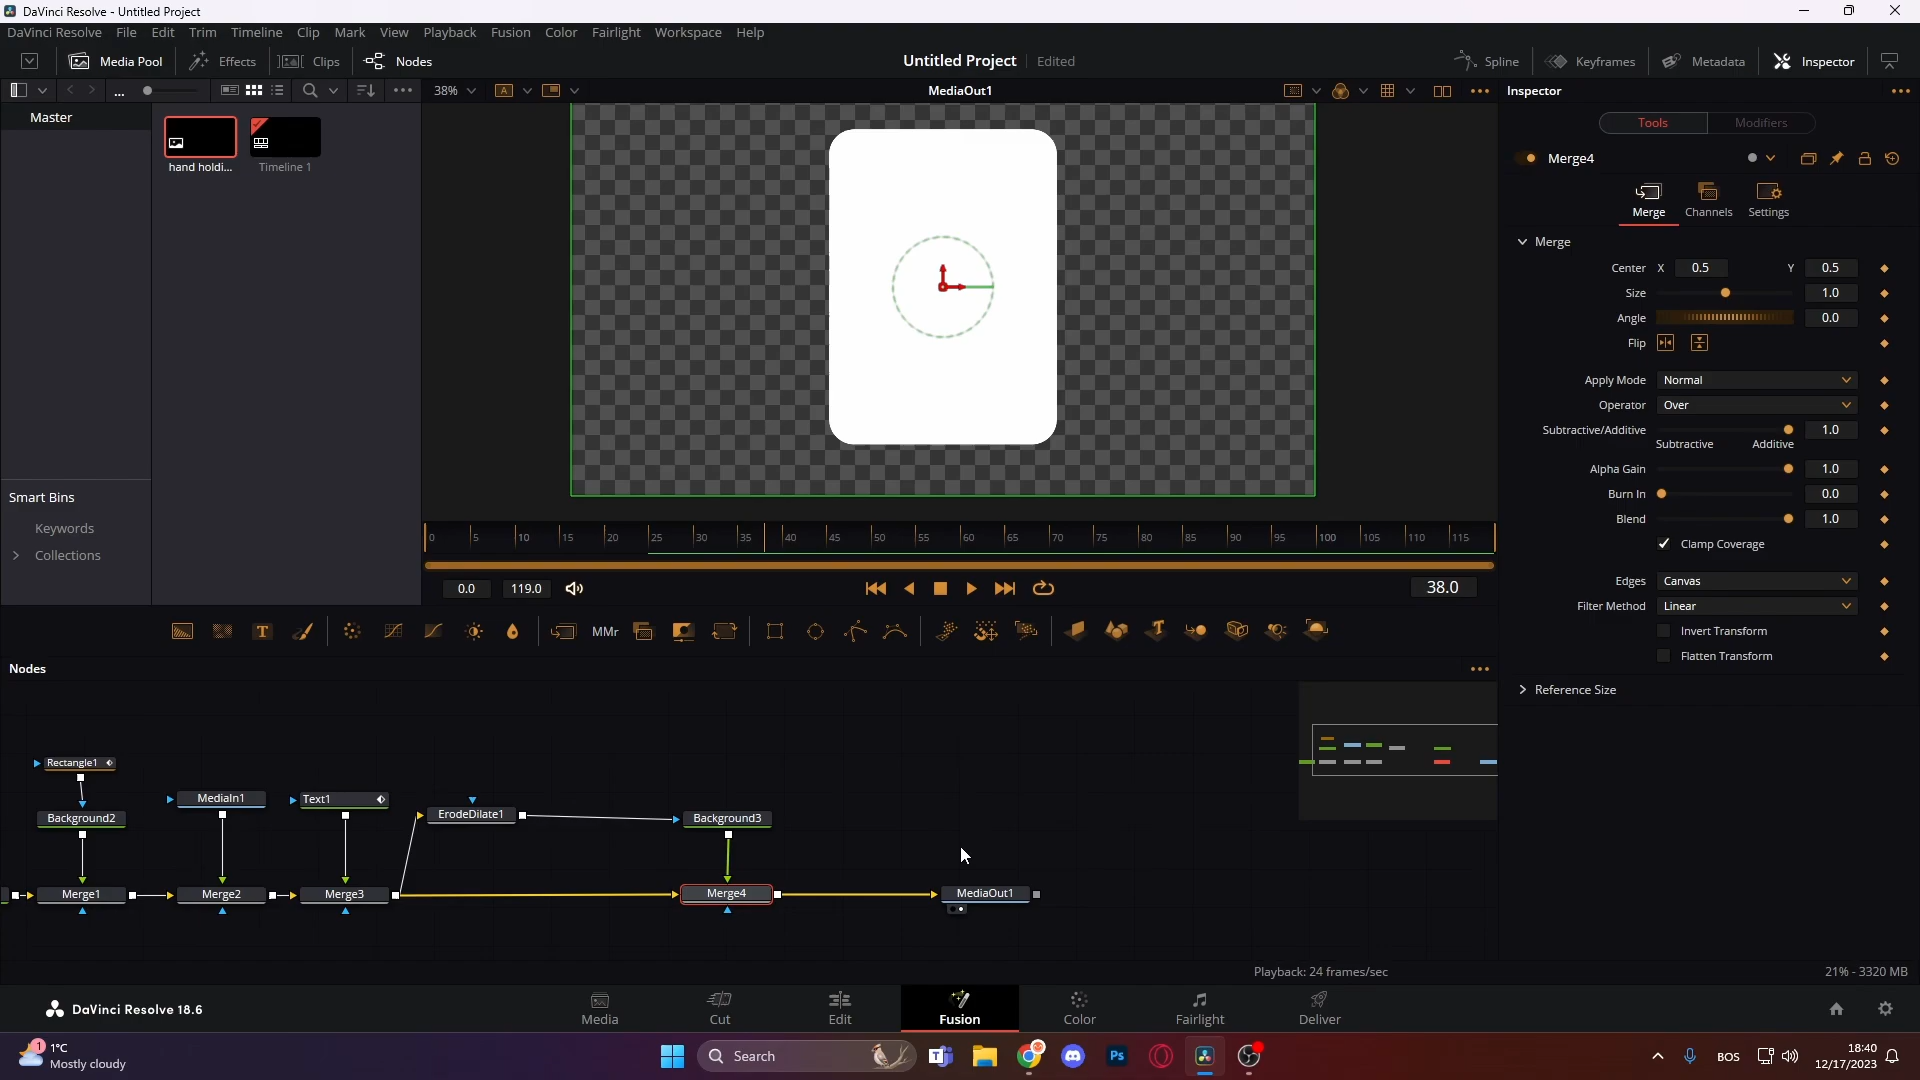 DaVinci Resolve - Untitled Project
DaVinci Resolve File Edit Trim Timeline Clip Mark View Playback Fusion Color Fairlight Workspace Help
Media Pool Effects Clips Nodes Untitled Project Edited Spline Keyframes Metadata Inspector
... 38% A MediaOut1 Inspector
Master
hand holdi... Timeline 1
Smart Bins
Keywords
Collections
0 5 10 15 20 25 30 35 40 45 50 55 60 65 70 75 80 85 90 95 100 105 110 115
0.0 119.0 38.0
T MMr
Tools Modifiers
Merge4
Merge Channels Settings
Merge
Center X 0.5 Y 0.5
Size 1.0
Angle 0.0
Flip
Apply Mode Normal
Operator Over
Subtractive/Additive 1.0
Subtractive Additive
Alpha Gain 1.0
Burn In 0.0
Blend 1.0
Clamp Coverage
Edges Canvas
Filter Method Linear
Invert Transform
Flatten Transform
Reference Size
Nodes
Rectangle1
MediaIn1 Text1
Background2 ErodeDilate1 Background3
Merge1 Merge2 Merge3 Merge4 MediaOut1
Playback: 24 frames/sec 21% - 3320 MB
DaVinci Resolve 18.6 Media Cut Edit Fusion Color Fairlight Deliver
1
1°C
Mostly cloudy
Search
Ps
BOS
18:40
12/17/2023